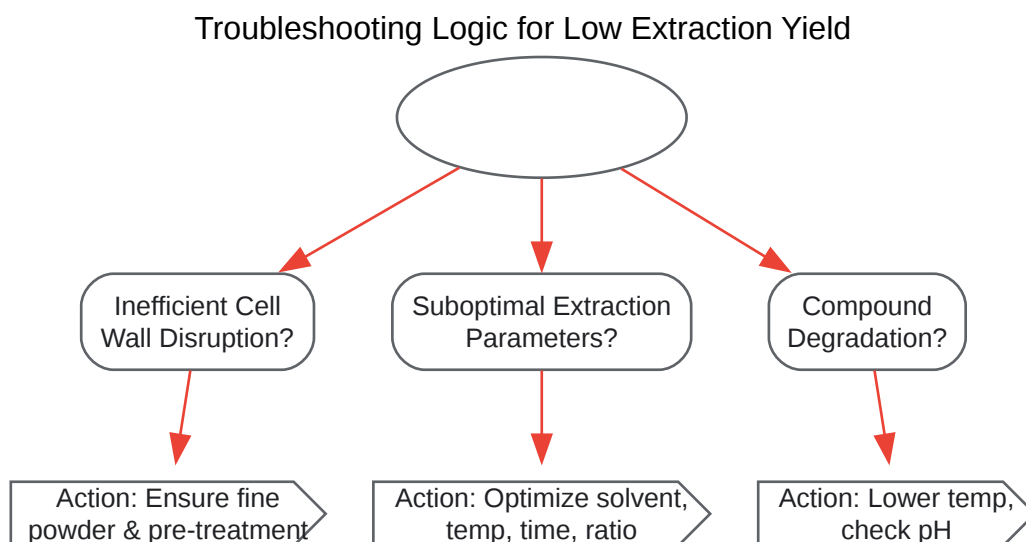 Troubleshooting Logic for Low Extraction Yield
Inefficient Cell
Wall Disruption?
Suboptimal Extraction
Parameters?
Compound
Degradation?
Action: Ensure fine
powder & pre-treatment
Action: Optimize solvent,
temp, time, ratio
Action: Lower temp,
check pH